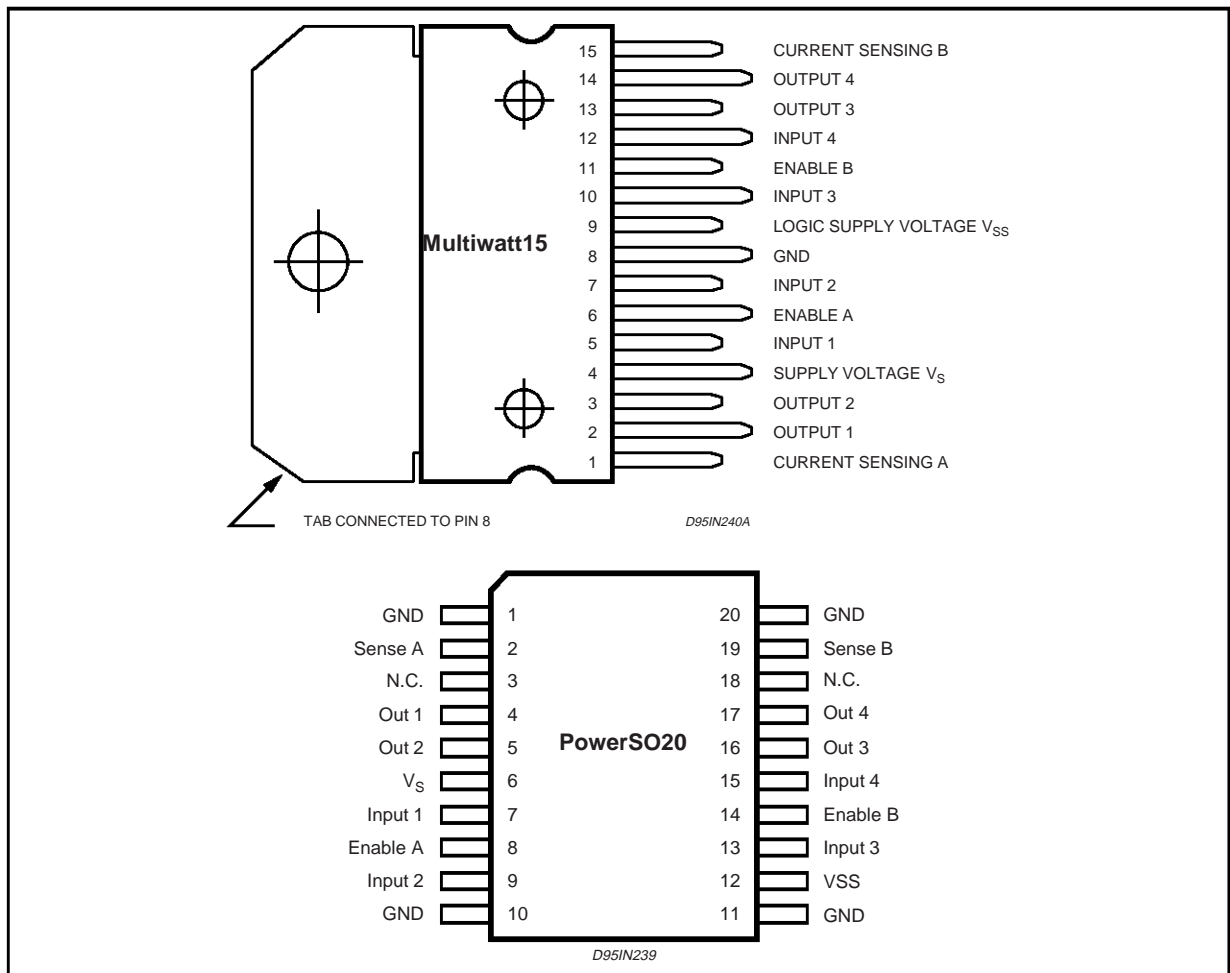 15 CURRENT SENSING B
14 OUTPUT 4
13 OUTPUT 3
12 INPUT 4
11 ENABLE B
10 INPUT 3
9 LOGIC SUPPLY VOLTAGE VSS
Multiwatt15
8 GND
7 INPUT 2
6 ENABLE A
5 INPUT 1
4 SUPPLY VOLTAGE VS
3 OUTPUT 2
2 OUTPUT 1
1 CURRENT SENSING A
TAB CONNECTED TO PIN 8
D95IN240A
GND 1 20 GND
Sense A 2 19 Sense B
N.C. 3 18 N.C.
Out 1 4 17 Out 4
Out 2 5 PowerSO20 16 Out 3
VS 6 15 Input 4
Input 1 7 14 Enable B
Enable A 8 13 Input 3
Input 2 9 12 VSS
GND 10 11 GND
D95IN239